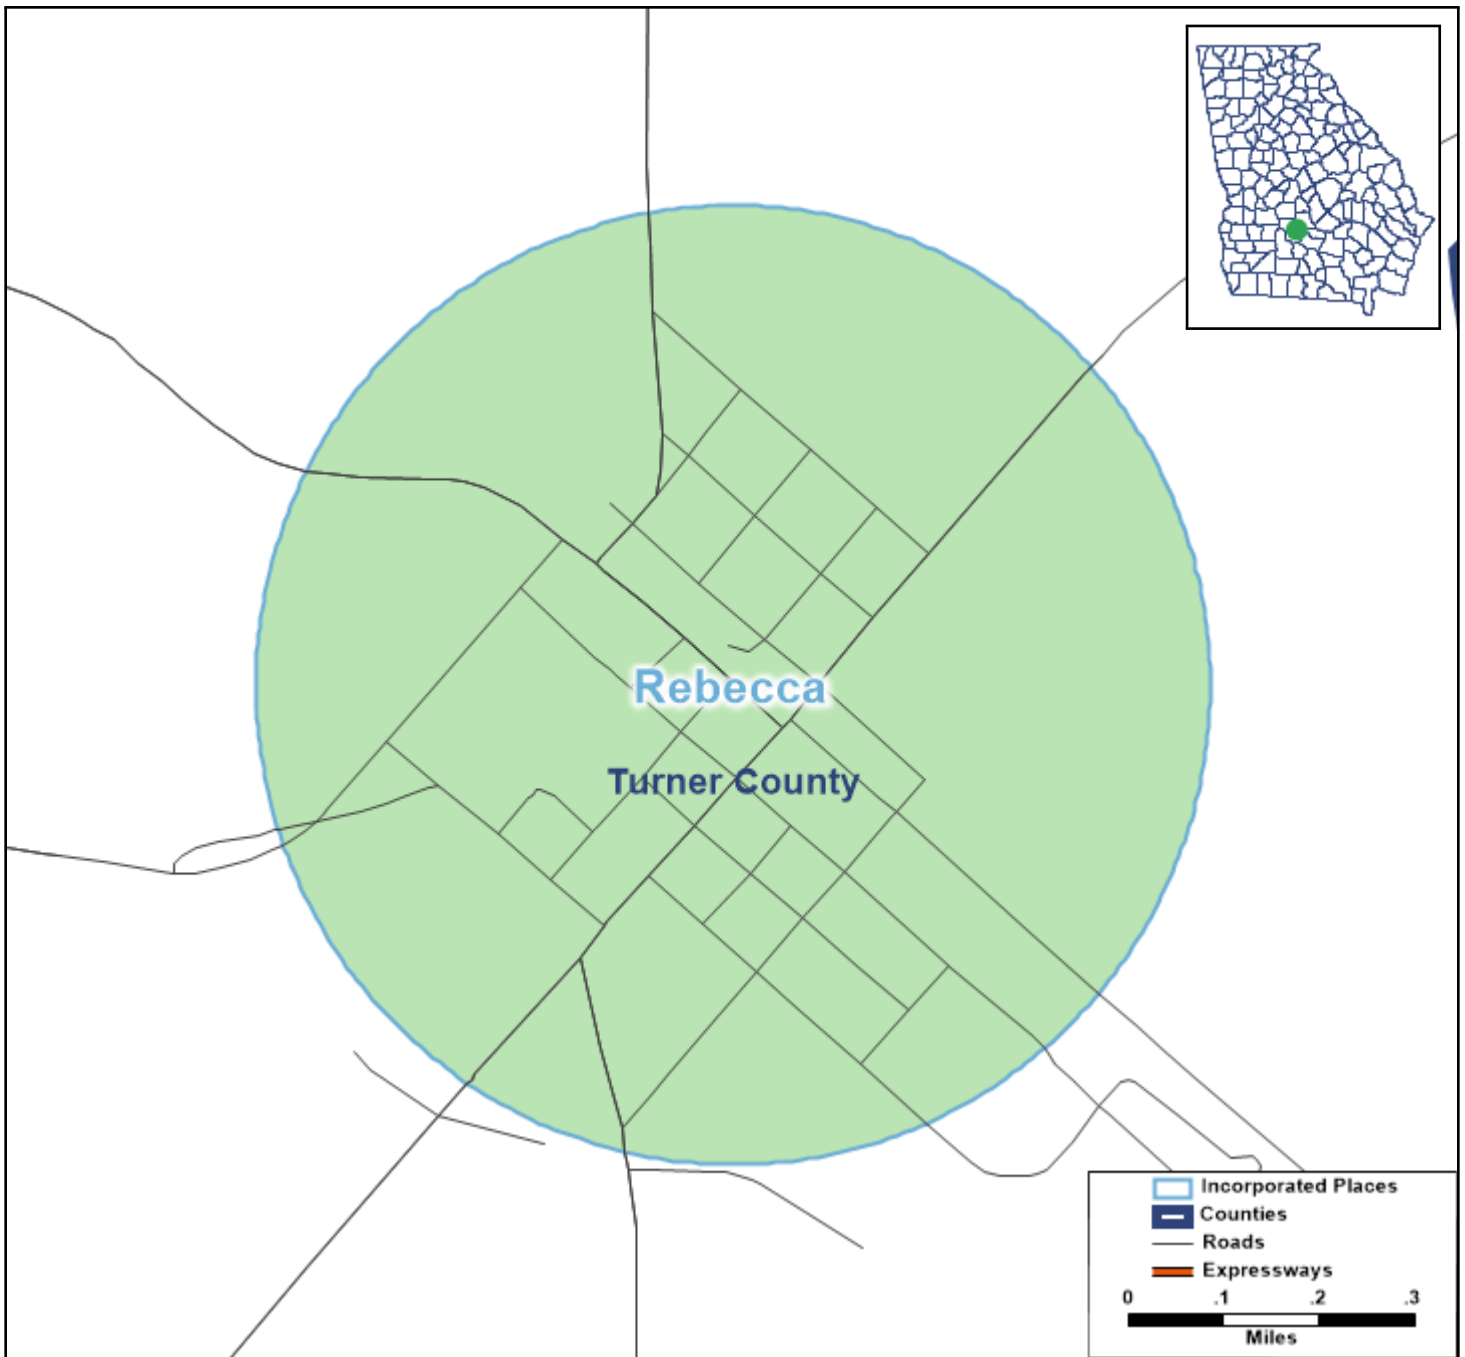 Rebecca
Turner County
Incorporated Places
Counties
Roads
Expressways
0 .1 .2 .3
Miles